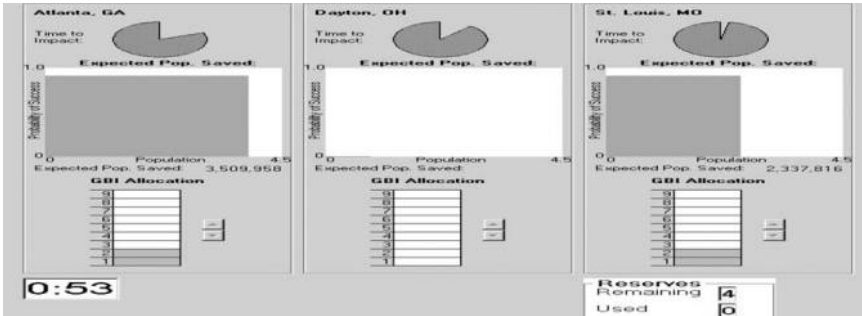 Atlanta, GA
Time to
Impact:
Expected Pop. Saved:
1.0
Probability of Success
0
0 Population 4.5
Expected Pop. Saved: 3,509,958
GBI Allocation
9
8
7
6
5
4
3
2
1
Dayton, OH
Time to
Impact:
Expected Pop. Saved:
1.0
Probability of Success
0
0 Population 4.5
Expected Pop. Saved:
GBI Allocation
9
8
7
6
5
4
3
2
1
St. Louis, MO
Time to
Impact:
Expected Pop. Saved:
1.0
Probability of Success
0
0 Population 4.5
Expected Pop. Saved: 2,337,816
GBI Allocation
9
8
7
6
5
4
3
2
1
0:53
Reserves
Remaining 4
Used 0